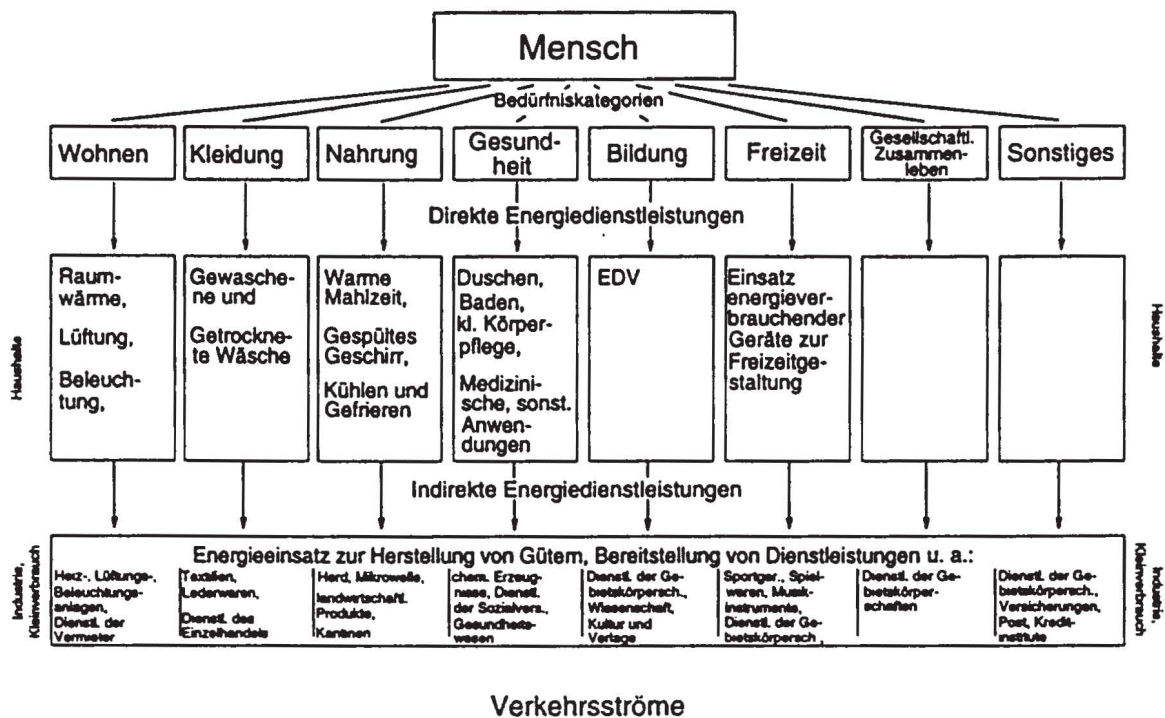 Mensch
Bedürfniskategorien
Wohnen
Kleidung
Nahrung
Gesund-
heit
Bildung
Freizeit
Gesellschaftl.
Zusammen-
leben
Sonstiges
Direkte Energiedienstleistungen
Haushalte
Raum-
wärme,
Lüftung,
Beleuch-
tung,
Gewasche-
ne und
Getrockne-
te Wäsche
Warme
Mahlzeit,
Gespültes
Geschirr,
Kühlen und
Gefrieren
Duschen,
Baden,
kl. Körper-
pflege,
Medizini-
sche, sonst.
Anwen-
dungen
EDV
Einsatz
energiever-
brauchender
Geräte zur
Freizeitge-
staltung
Haushalte
Indirekte Energiedienstleistungen
Industrie,
Kleinverbrauch
Energieeinsatz zur Herstellung von Gütern, Bereitstellung von Dienstleistungen u. a.:
Heiz-, Lüftungs-,
Beleuchtungs-
anlagen,
Dienstl. der
Vermieter
Textilien,
Lederwaren,
Dienstl. des
Einzelhandels
Herd, Mikrowelle,
landwirtschaftl.
Produkte,
Kantinen
chem. Erzeug-
nisse, Dienstl.
der Sozialvers.,
Gesundheits-
wesen
Dienstl. der Ge-
bietskörpersch.,
Wissenschaft,
Kultur und
Verlage
Sportger., Spiel-
waren, Musik-
instrumente,
Dienstl. der Ge-
bietskörpersch.,
Dienstl. der Ge-
bietskörper-
schaften
Dienstl. der Ge-
bietskörpersch.,
Versicherungen,
Post, Kredit-
institute
Industrie,
Kleinverbrauch
Verkehrsströme